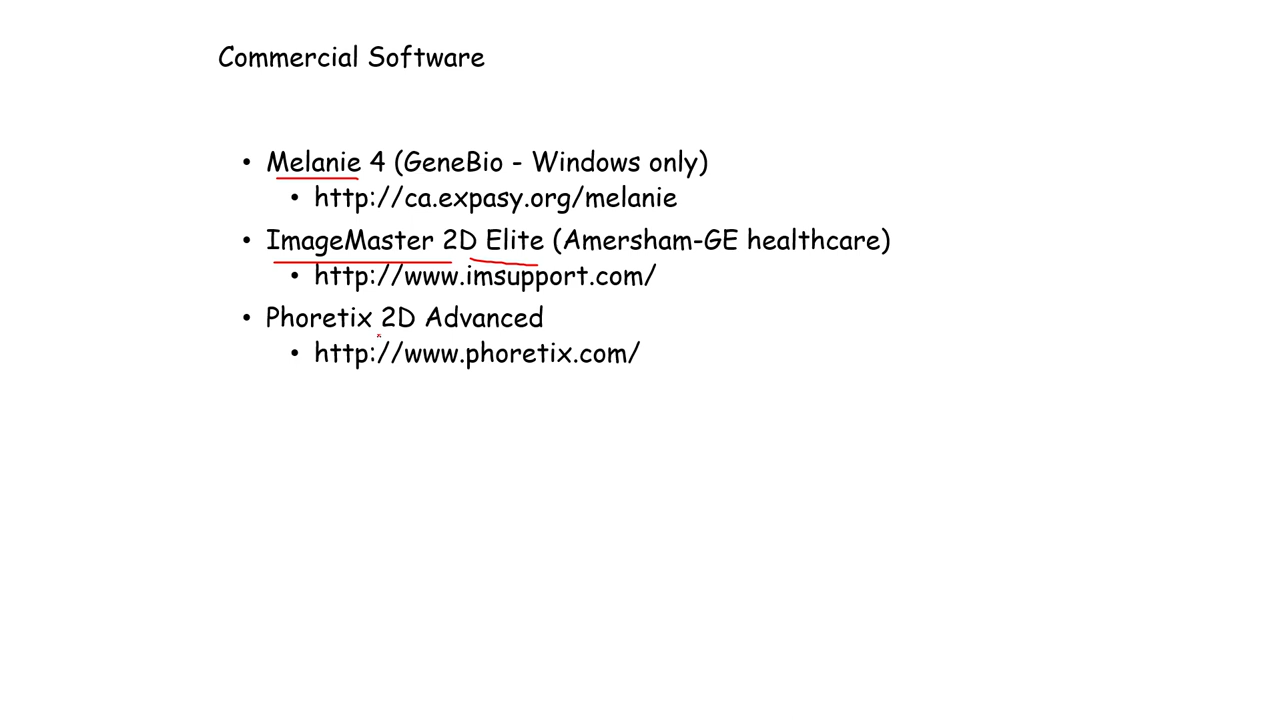 Commercial Software
• Melanie 4 (GeneBio - Windows only)
• http://ca.expasy.org/melanie
• ImageMaster 2D Elite (Amersham-GE healthcare)
• http://www.imsupport.com/
• Phoretix 2D Advanced
• http://www.phoretix.com/